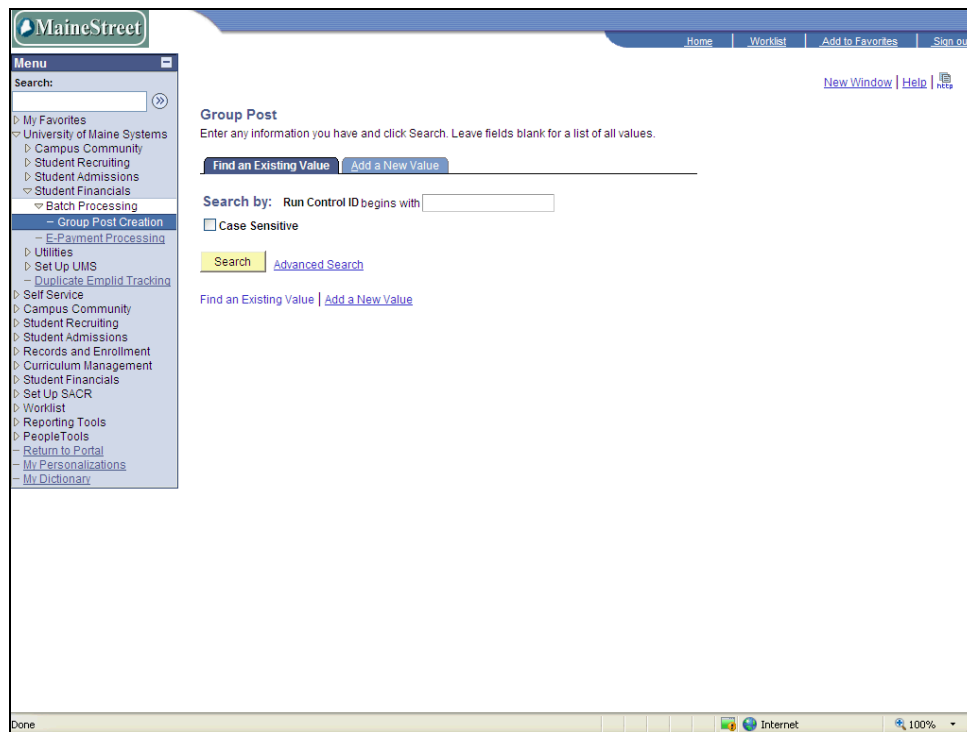 MaineStreet
Home Worklist Add to Favorites Sign ou
Menu
New Window | Help | http
Search:
Group Post
Enter any information you have and click Search. Leave fields blank for a list of all values.
Find an Existing Value Add a New Value
Search by: Run Control ID begins with
Case Sensitive
Search Advanced Search
Find an Existing Value | Add a New Value
My Favorites
University of Maine Systems
Campus Community
Student Recruiting
Student Admissions
Student Financials
Batch Processing
– Group Post Creation
– E-Payment Processing
Utilities
Set Up UMS
– Duplicate Emplid Tracking
Self Service
Campus Community
Student Recruiting
Student Admissions
Records and Enrollment
Curriculum Management
Student Financials
Set Up SACR
Worklist
Reporting Tools
PeopleTools
– Return to Portal
– My Personalizations
– My Dictionary
Done Internet 100%